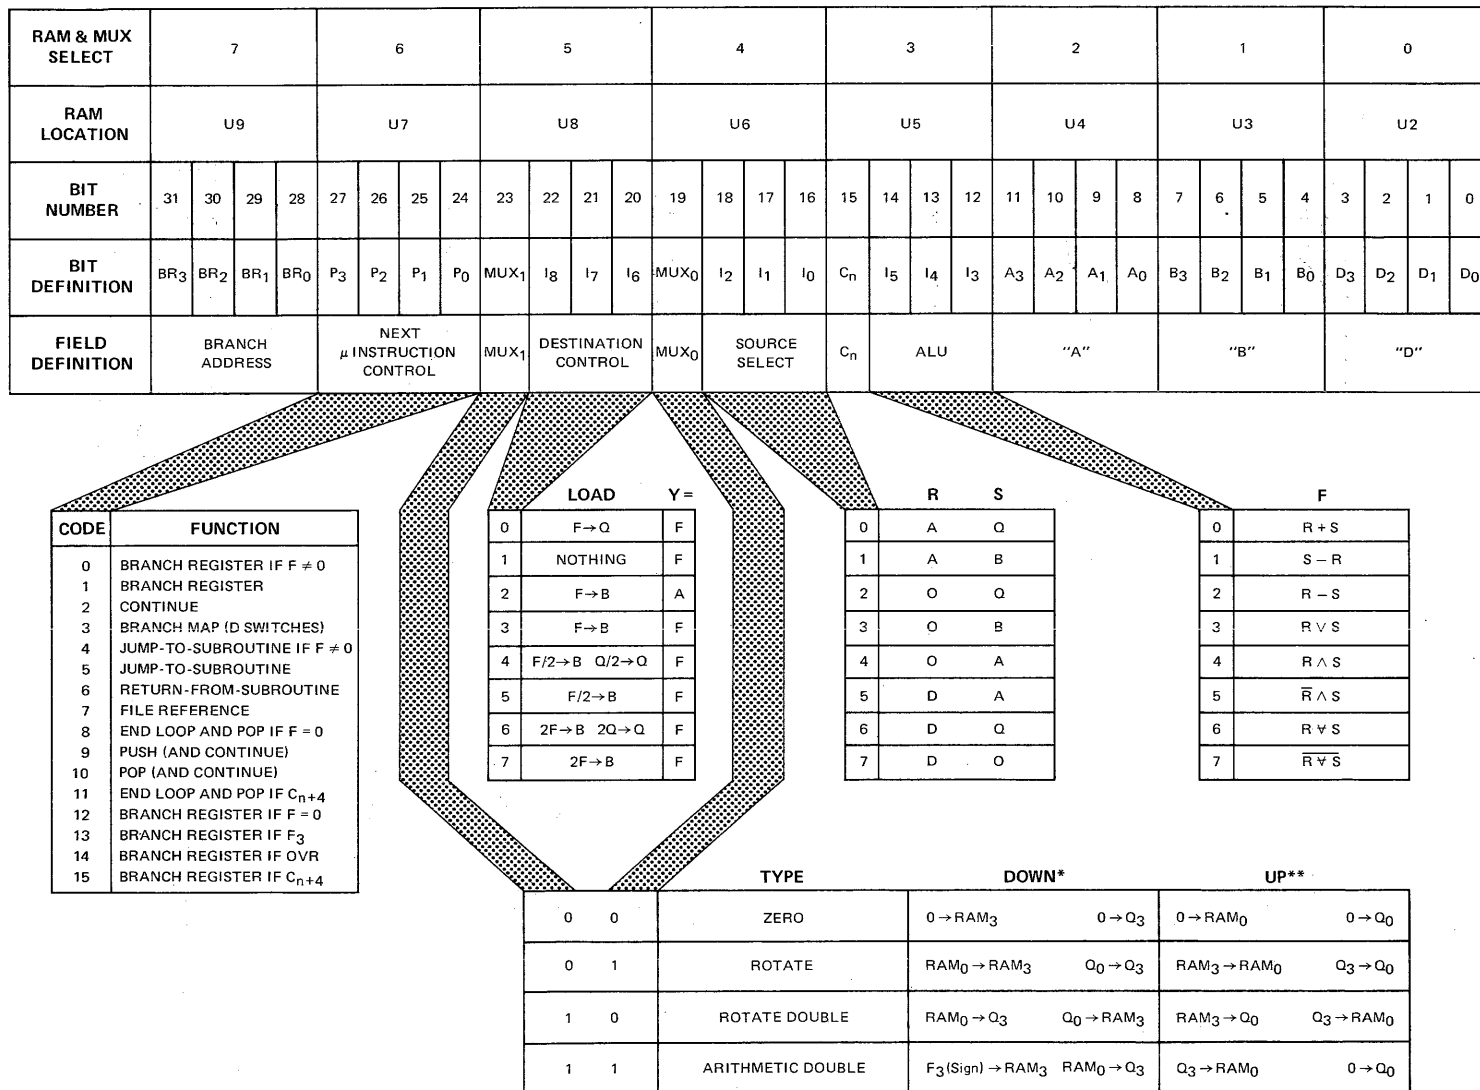 RAM & MUX SELECT 7 6 5 4 3 2 1 0
RAM LOCATION U9 U7 U8 U6 U5 U4 U3 U2
BIT NUMBER 31 30 29 28 27 26 25 24 23 22 21 20 19 18 17 16 15 14 13 12 11 10 9 8 7 6 5 4 3 2 1 0
BIT DEFINITION BR3 BR2 BR1 BR0 P3 P2 P1 P0 MUX1 I8 I7 I6 MUX0 I2 I1 I0 Cn I5 I4 I3 A3 A2 A1 A0 B3 B2 B1 B0 D3 D2 D1 D0
FIELD DEFINITION BRANCH ADDRESS NEXT μ INSTRUCTION CONTROL MUX1 DESTINATION CONTROL MUX0 SOURCE SELECT Cn ALU "A" "B" "D"
CODE FUNCTION
0 BRANCH REGISTER IF F ≠ 0
1 BRANCH REGISTER
2 CONTINUE
3 BRANCH MAP (D SWITCHES)
4 JUMP-TO-SUBROUTINE IF F ≠ 0
5 JUMP-TO-SUBROUTINE
6 RETURN-FROM-SUBROUTINE
7 FILE REFERENCE
8 END LOOP AND POP IF F = 0
9 PUSH (AND CONTINUE)
10 POP (AND CONTINUE)
11 END LOOP AND POP IF Cn+4
12 BRANCH REGISTER IF F = 0
13 BRANCH REGISTER IF F3
14 BRANCH REGISTER IF OVR
15 BRANCH REGISTER IF Cn+4
LOAD Y =
0 F→Q F
1 NOTHING F
2 F→B A
3 F→B F
4 F/2→B Q/2→Q F
5 F/2→B F
6 2F→B 2Q→Q F
7 2F→B F
R S
0 A Q
1 A B
2 O Q
3 O B
4 O A
5 D A
6 D Q
7 D O
F
0 R + S
1 S – R
2 R – S
3 R ∨ S
4 R ∧ S
5 R̅ ∧ S
6 R ⊻ S
7 R̅ ⊻̅ S̅
TYPE DOWN* UP**
0 0 ZERO 0→RAM3 0→Q3 0→RAM0 0→Q0
0 1 ROTATE RAM0→RAM3 Q0→Q3 RAM3→RAM0 Q3→Q0
1 0 ROTATE DOUBLE RAM0→Q3 Q0→RAM3 RAM3→Q0 Q3→RAM0
1 1 ARITHMETIC DOUBLE F3(Sign)→RAM3 RAM0→Q3 Q3→RAM0 0→Q0